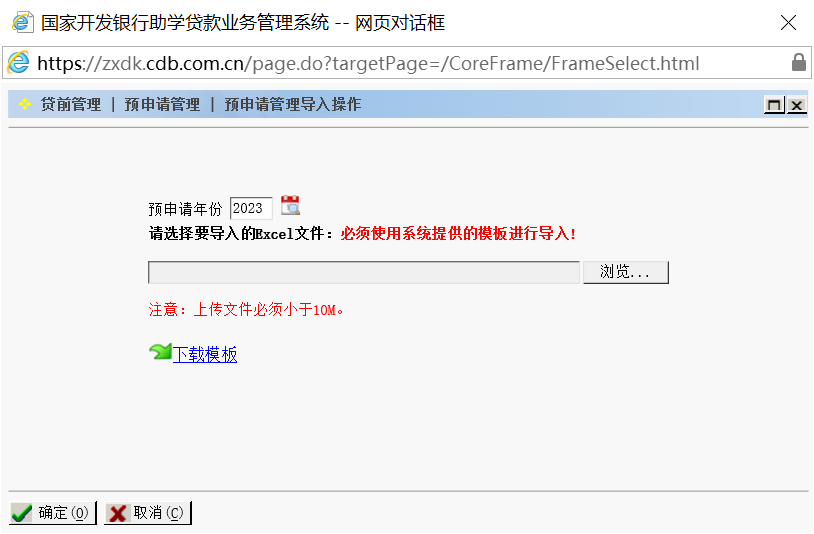 国家开发银行助学贷款业务管理系统 -- 网页对话框
https://zxdk.cdb.com.cn/page.do?targetPage=/CoreFrame/FrameSelect.html
贷前管理 | 预申请管理 | 预申请管理导入操作
预申请年份 2023
请选择要导入的Excel文件：必须使用系统提供的模板进行导入!
浏览...
注意：上传文件必须小于10M。
下载模板
确定(O) 取消(C)